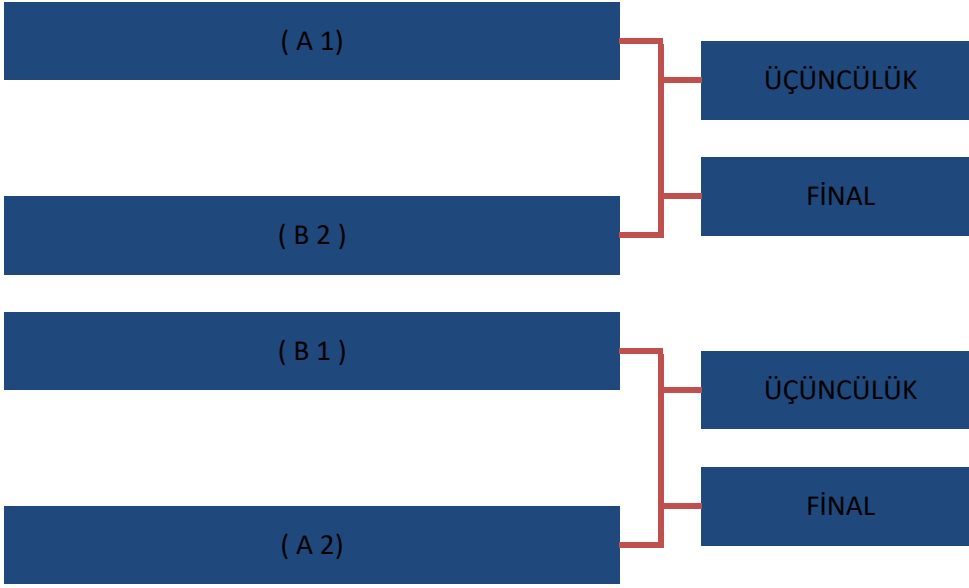 ( A 1)
ÜÇÜNCÜLÜK
FİNAL
( B 2 )
( B 1 )
ÜÇÜNCÜLÜK
FİNAL
( A 2)